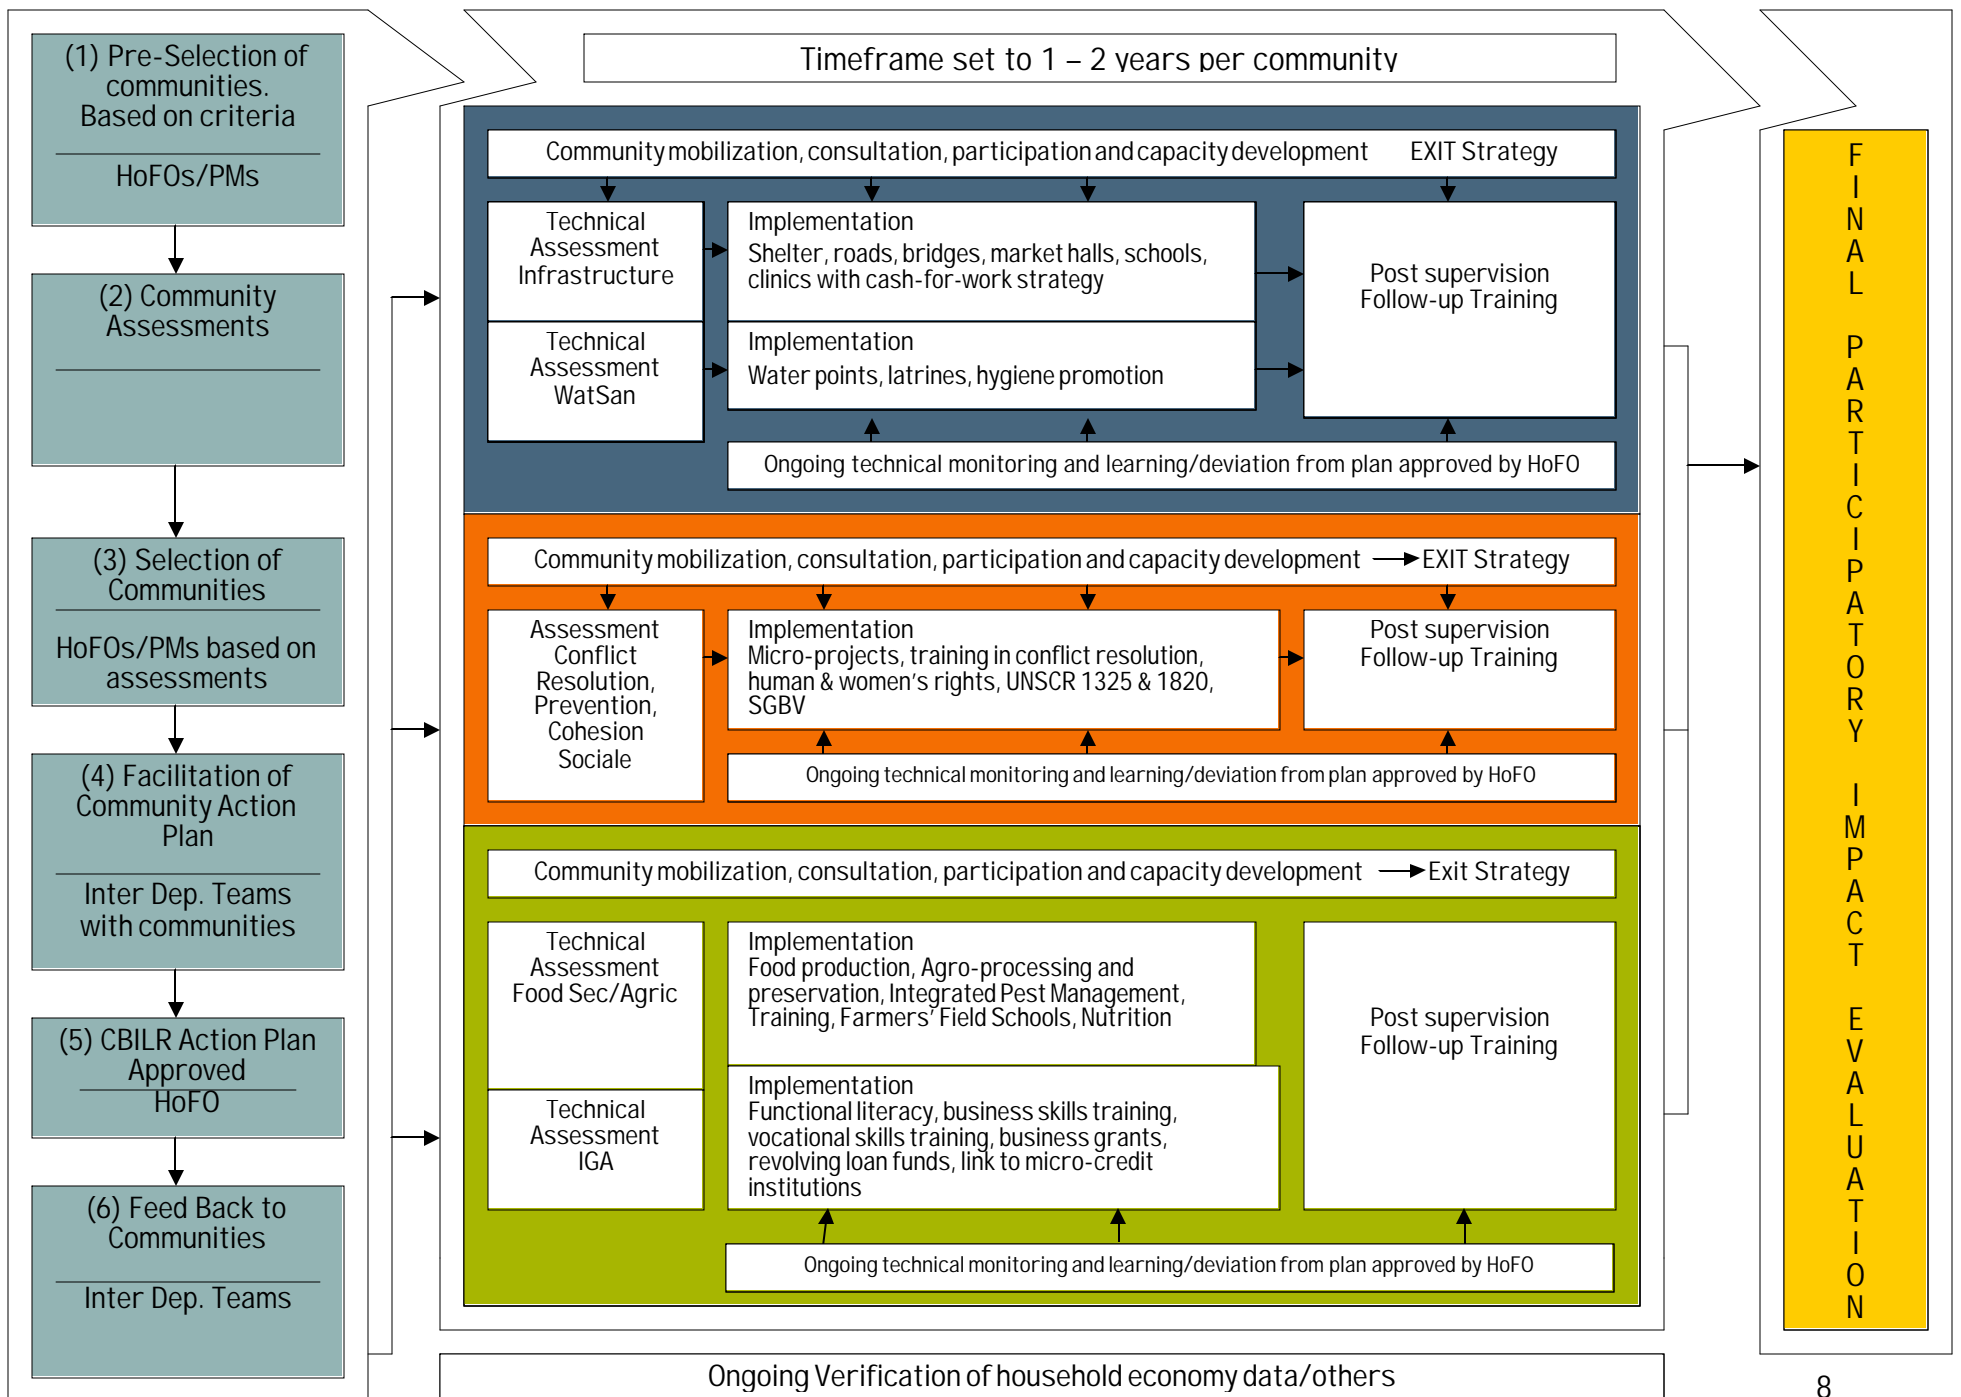 (1) Pre-Selection of
communities.
Based on criteria
HoFOs/PMs
(2) Community
Assessments
(3) Selection of
Communities
HoFOs/PMs based on
assessments
(4) Facilitation of
Community Action
Plan
Inter Dep. Teams
with communities
(5) CBILR Action Plan
Approved
HoFO
(6) Feed Back to
Communities
Inter Dep. Teams
Timeframe set to 1 – 2 years per community
Community mobilization, consultation, participation and capacity development EXIT Strategy
Technical
Assessment
Infrastructure
Implementation
Shelter, roads, bridges, market halls, schools,
clinics with cash-for-work strategy
Technical
Assessment
WatSan
Implementation
Water points, latrines, hygiene promotion
Post supervision
Follow-up Training
Ongoing technical monitoring and learning/deviation from plan approved by HoFO
Community mobilization, consultation, participation and capacity development EXIT Strategy
Assessment
Conflict
Resolution,
Prevention,
Cohesion
Sociale
Implementation
Micro-projects, training in conflict resolution,
human & women's rights, UNSCR 1325 & 1820,
SGBV
Post supervision
Follow-up Training
Ongoing technical monitoring and learning/deviation from plan approved by HoFO
Community mobilization, consultation, participation and capacity development Exit Strategy
Technical
Assessment
Food Sec/Agric
Implementation
Food production, Agro-processing and
preservation, Integrated Pest Management,
Training, Farmers' Field Schools, Nutrition
Technical
Assessment
IGA
Implementation
Functional literacy, business skills training,
vocational skills training, business grants,
revolving loan funds, link to micro-credit
institutions
Post supervision
Follow-up Training
Ongoing technical monitoring and learning/deviation from plan approved by HoFO
Ongoing Verification of household economy data/others
FINAL PARTICIPATORY IMPACT EVALUATION
8